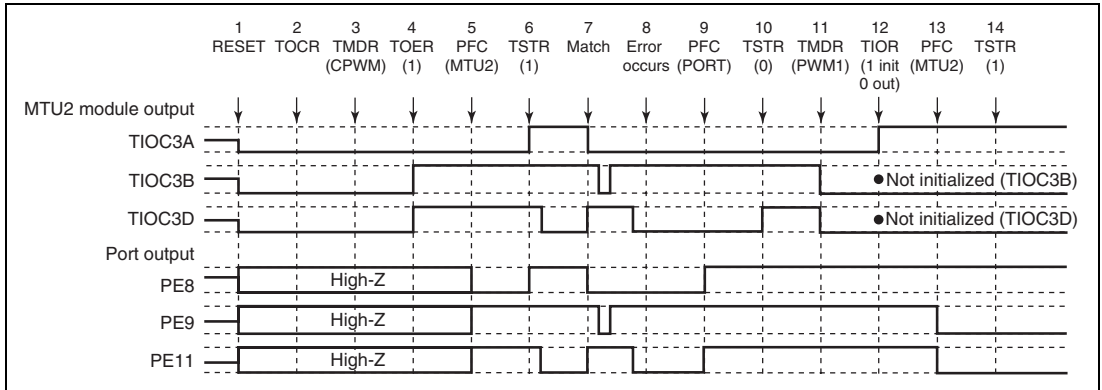 1 2 3 4 5 6 7 8 9 10 11 12 13 14
RESET TOCR TMDR TOER PFC TSTR Match Error PFC TSTR TMDR TIOR PFC TSTR
(CPWM) (1) (MTU2) (1) occurs (PORT) (0) (PWM1) (1 init (MTU2) (1)
0 out)
MTU2 module output
TIOC3A
TIOC3B
●Not initialized (TIOC3B)
TIOC3D
●Not initialized (TIOC3D)
Port output
PE8
High-Z
PE9
High-Z
PE11
High-Z